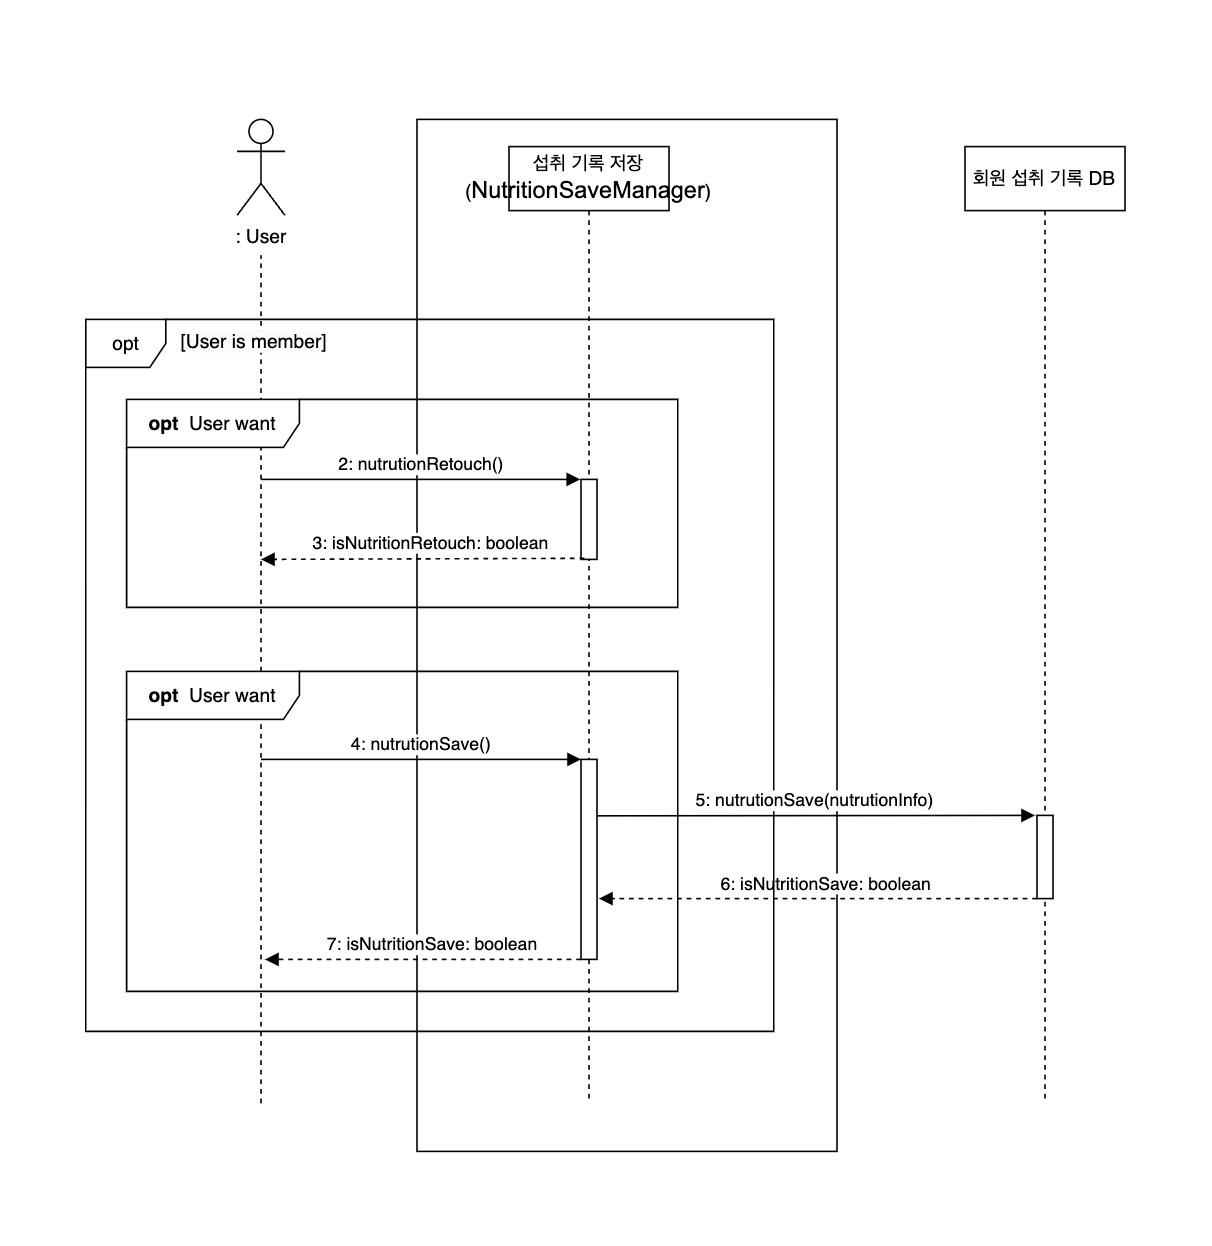 섭취 기록 저장
(NutritionSaveManager)
회원 섭취 기록 DB
: User
opt
[User is member]
opt User want
2: nutrutionRetouch()
3: isNutritionRetouch: boolean
opt User want
4: nutrutionSave()
5: nutrutionSave(nutrutionInfo)
6: isNutritionSave: boolean
7: isNutritionSave: boolean